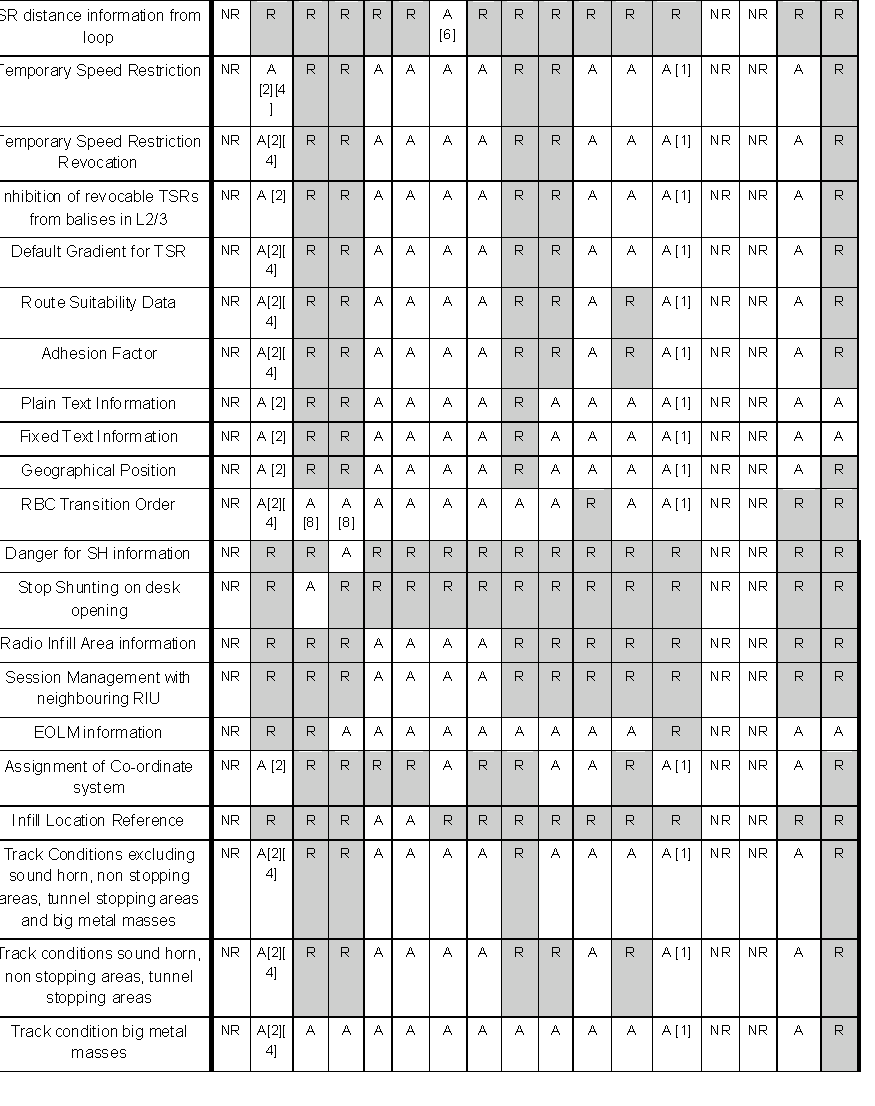 SR distance information from NR R R R R R A R R R R R R NR NR R R
loop [6]
Temporary Speed Restriction NR A R R A A A A R R A A A [1] NR NR A R
[2][4
]
Temporary Speed Restriction NR A[2][ R R A A A A R R A A A [1] NR NR A R
Revocation 4]
nhibition of revocable TSRs NR A [2] R R A A A A R R A A A [1] NR NR A R
from balises in L2/3
Default Gradient for TSR NR A[2][ R R A A A A R R A A A [1] NR NR A R
4]
Route Suitability Data NR A[2][ R R A A A A R R A R A [1] NR NR A R
4]
Adhesion Factor NR A[2][ R R A A A A R R A R A [1] NR NR A R
4]
Plain Text Information NR A [2] R R A A A A R A A A A [1] NR NR A A
Fixed Text Information NR A [2] R R A A A A R A A A A [1] NR NR A A
Geographical Position NR A [2] R R A A A A R A A A A [1] NR NR A R
RBC Transition Order NR A[2][ A A A A A A A A R A A [1] NR NR R R
4] [8] [8]
Danger for SH information NR R R A R R R R R R R R R NR NR R R
Stop Shunting on desk NR R A R R R R R R R R R R NR NR R R
opening
Radio Infill Area information NR R R R A A A A R R R R R NR NR R R
Session Management with NR R R R A A A A R R R R R NR NR R R
neighbouring RIU
EOLM information NR R R A A A A A A A A A R NR NR A A
Assignment of Co-ordinate NR A [2] R R R R A R R A A R A [1] NR NR A R
system
Infill Location Reference NR R R R A A R R R R R R R NR NR R R
Track Conditions excluding NR A[2][ R R A A A A R A A A A [1] NR NR A R
sound horn, non stopping 4]
areas, tunnel stopping areas
and big metal masses
Track conditions sound horn, NR A[2][ R R A A A A R R A R A [1] NR NR A R
non stopping areas, tunnel 4]
stopping areas
Track condition big metal NR A[2][ A A A A A A A A A A A [1] NR NR A R
masses 4]